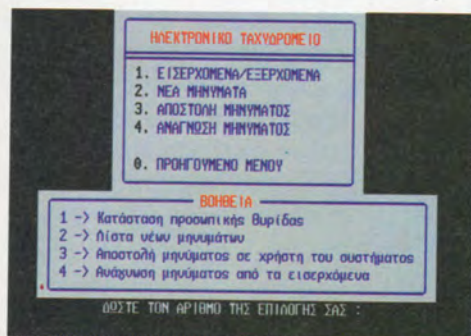 ΗΛΕΚΤΡΟΝΙΚΟ ΤΑΧΥΔΡΟΜΕΙΟ
1. ΕΙΣΕΡΧΟΜΕΝΑ/ΕΞΕΡΧΟΜΕΝΑ
2. ΝΕΑ ΜΗΝΥΜΑΤΑ
3. ΑΠΟΣΤΟΛΗ ΜΗΝΥΜΑΤΟΣ
4. ΑΝΑΓΝΩΣΗ ΜΗΝΥΜΑΤΟΣ
0. ΠΡΟΗΓΟΥΜΕΝΟ ΜΕΝΟΥ
ΒΟΗΘΕΙΑ
1 -> Κατάσταση προσωπικής θυρίδας
2 -> Λίστα νέων μηνυμάτων
3 -> Αποστολή μηνύματος σε χρήστη του συστήματος
4 -> Ανάγνωση μηνύματος από τα εισερχόμενα
ΔΩΣΤΕ ΤΟΝ ΑΡΙΘΜΟ ΤΗΣ ΕΠΙΛΟΓΗΣ ΣΑΣ :